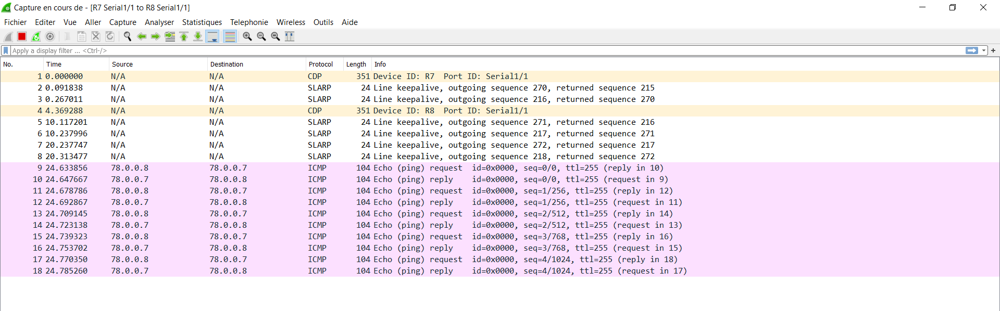 Capture en cours de - [R7 Serial1/1 to R8 Serial1/1]
Fichier Editer Vue Aller Capture Analyser Statistiques Telephonie Wireless Outils Aide
Apply a display filter ... <Ctrl-/>
No. Time Source Destination Protocol Length Info
1 0.000000 N/A N/A CDP 351 Device ID: R7  Port ID: Serial1/1
2 0.091838 N/A N/A SLARP 24 Line keepalive, outgoing sequence 270, returned sequence 215
3 0.267011 N/A N/A SLARP 24 Line keepalive, outgoing sequence 216, returned sequence 270
4 4.369288 N/A N/A CDP 351 Device ID: R8  Port ID: Serial1/1
5 10.117201 N/A N/A SLARP 24 Line keepalive, outgoing sequence 271, returned sequence 216
6 10.237996 N/A N/A SLARP 24 Line keepalive, outgoing sequence 217, returned sequence 271
7 20.237747 N/A N/A SLARP 24 Line keepalive, outgoing sequence 272, returned sequence 217
8 20.313477 N/A N/A SLARP 24 Line keepalive, outgoing sequence 218, returned sequence 272
9 24.633856 78.0.0.8 78.0.0.7 ICMP 104 Echo (ping) request  id=0x0000, seq=0/0, ttl=255 (reply in 10)
10 24.647667 78.0.0.7 78.0.0.8 ICMP 104 Echo (ping) reply    id=0x0000, seq=0/0, ttl=255 (request in 9)
11 24.678786 78.0.0.8 78.0.0.7 ICMP 104 Echo (ping) request  id=0x0000, seq=1/256, ttl=255 (reply in 12)
12 24.692867 78.0.0.7 78.0.0.8 ICMP 104 Echo (ping) reply    id=0x0000, seq=1/256, ttl=255 (request in 11)
13 24.709145 78.0.0.8 78.0.0.7 ICMP 104 Echo (ping) request  id=0x0000, seq=2/512, ttl=255 (reply in 14)
14 24.723138 78.0.0.7 78.0.0.8 ICMP 104 Echo (ping) reply    id=0x0000, seq=2/512, ttl=255 (request in 13)
15 24.739323 78.0.0.8 78.0.0.7 ICMP 104 Echo (ping) request  id=0x0000, seq=3/768, ttl=255 (reply in 16)
16 24.753702 78.0.0.7 78.0.0.8 ICMP 104 Echo (ping) reply    id=0x0000, seq=3/768, ttl=255 (request in 15)
17 24.770350 78.0.0.8 78.0.0.7 ICMP 104 Echo (ping) request  id=0x0000, seq=4/1024, ttl=255 (reply in 18)
18 24.785260 78.0.0.7 78.0.0.8 ICMP 104 Echo (ping) reply    id=0x0000, seq=4/1024, ttl=255 (request in 17)